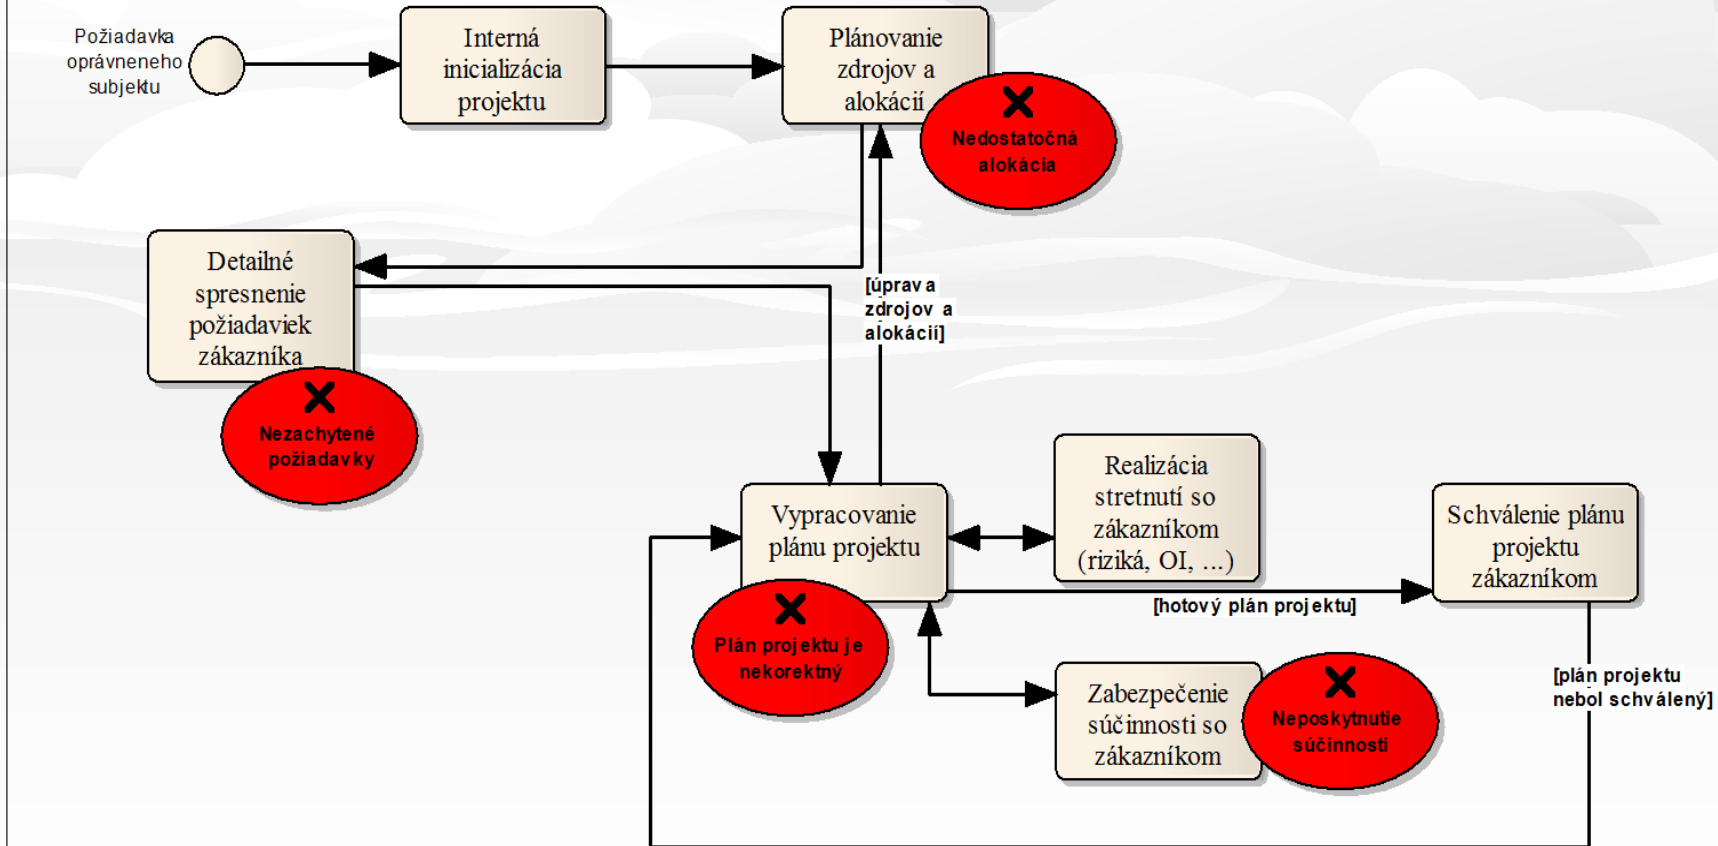 Požiadavka
oprávneneho
subjektu
Interná
inicializácia
projektu
Plánovanie
zdrojov a
alokácií
Nedostatočná
alokácia
Detailné
spresnenie
požiadaviek
zákazníka
Nezachytené
požiadavky
[úprava
zdrojov a
alokácií]
Vypracovanie
plánu projektu
Plán projektu je
nekorektný
Realizácia
stretnutí so
zákazníkom
(riziká, OI, ...)
[hotový plán projektu]
Schválenie plánu
projektu
zákazníkom
Zabezpečenie
súčinnosti so
zákazníkom
Neposkytnutie
súčinnosti
[plán projektu
nebol schválený]